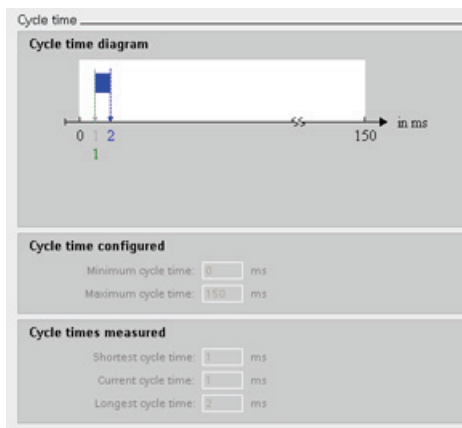 Cycle time
Cycle time diagram
0 1 2 150 in ms
1
Cycle time configured
Minimum cycle time: 0 ms
Maximum cycle time: 150 ms
Cycle times measured
Shortest cycle time: 1 ms
Current cycle time: 1 ms
Longest cycle time: 2 ms